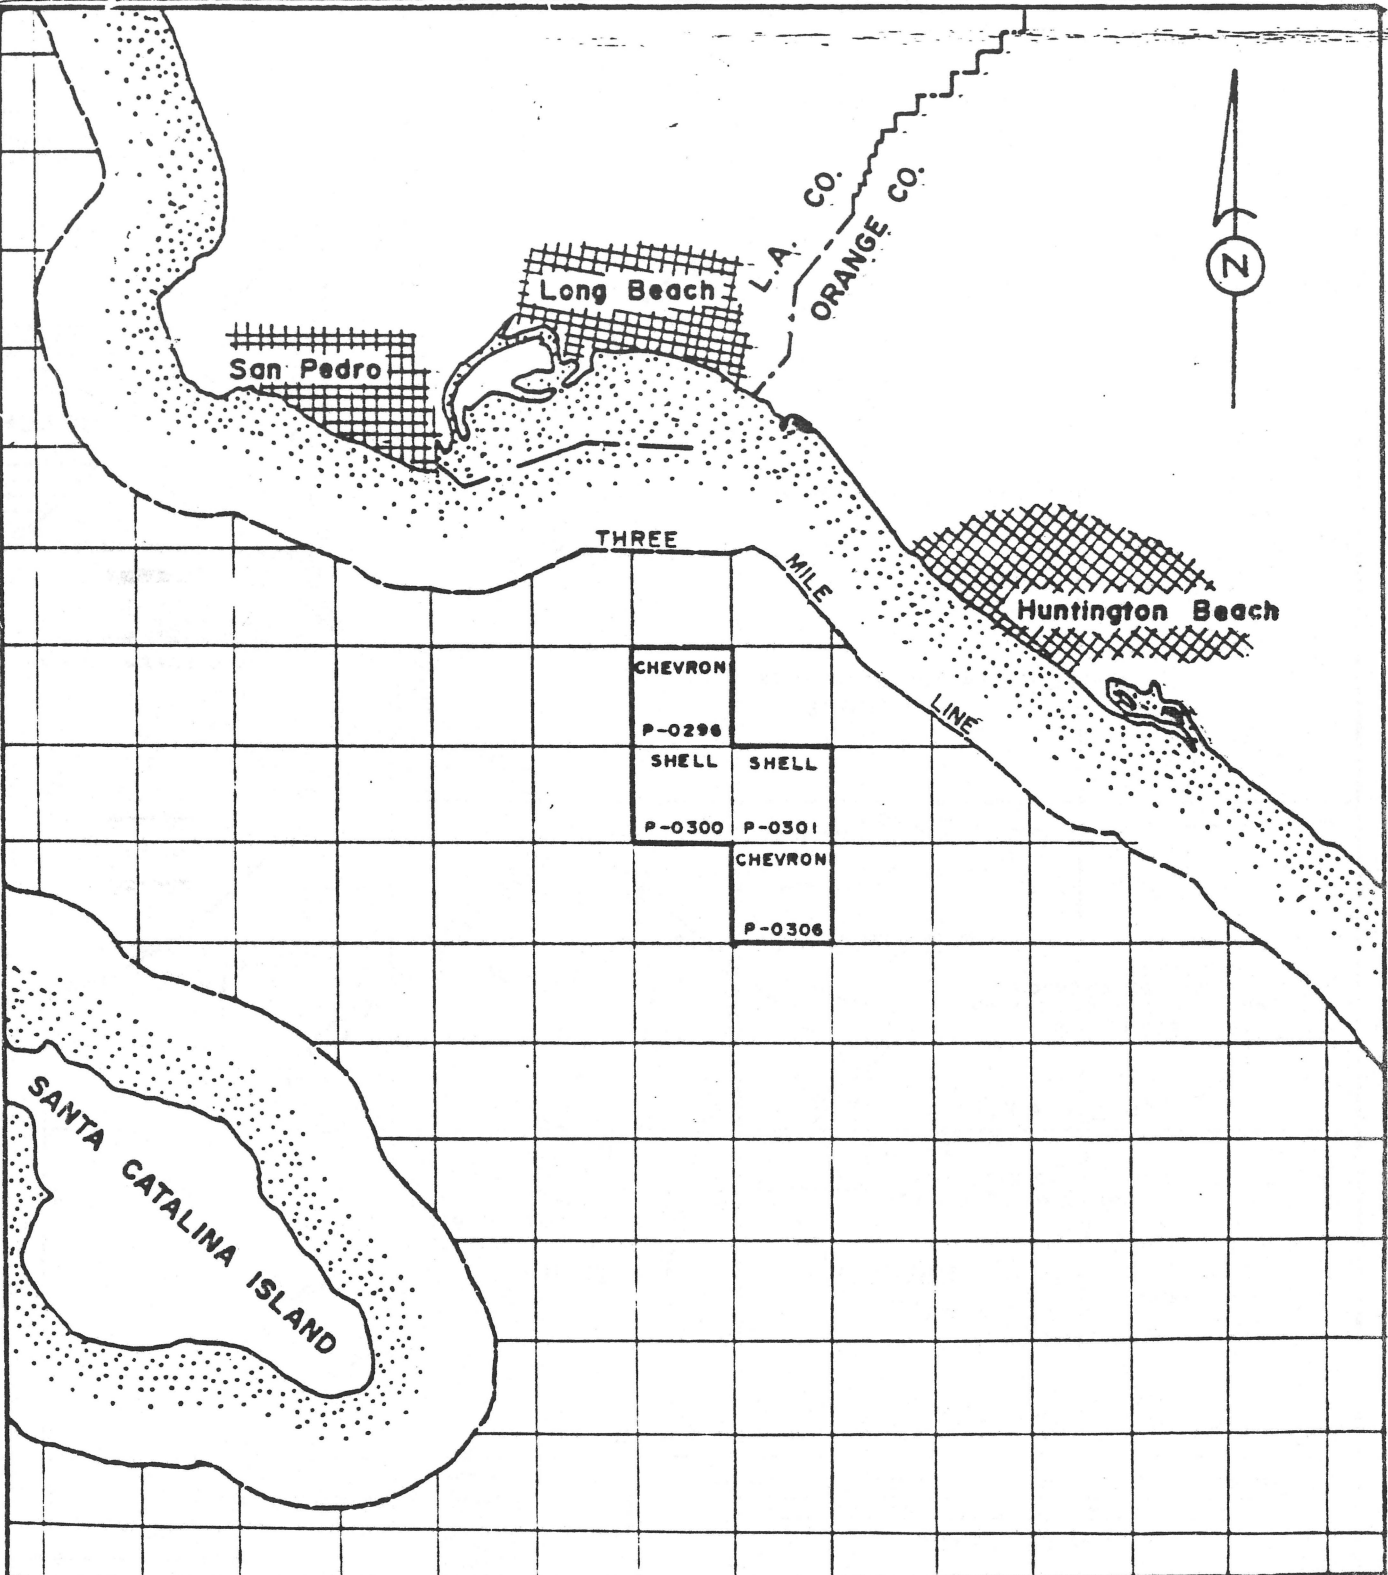 L.A. CO.
ORANGE CO.
N
Long Beach
San Pedro
THREE MILE LINE
Huntington Beach
CHEVRON
P-0296
SHELL SHELL
P-0300 P-0301
CHEVRON
P-0306
SANTA CATALINA ISLAND